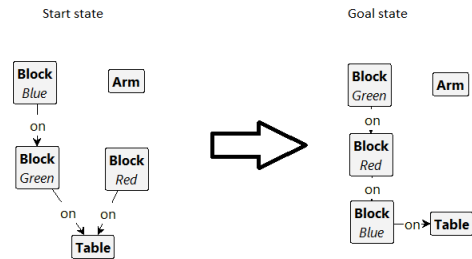 Start state
Goal state
Block
Blue
Arm
on
Block
Green
Block
Red
on
on
Table
Block
Green
Arm
on
Block
Red
on
Block
Blue
on
Table